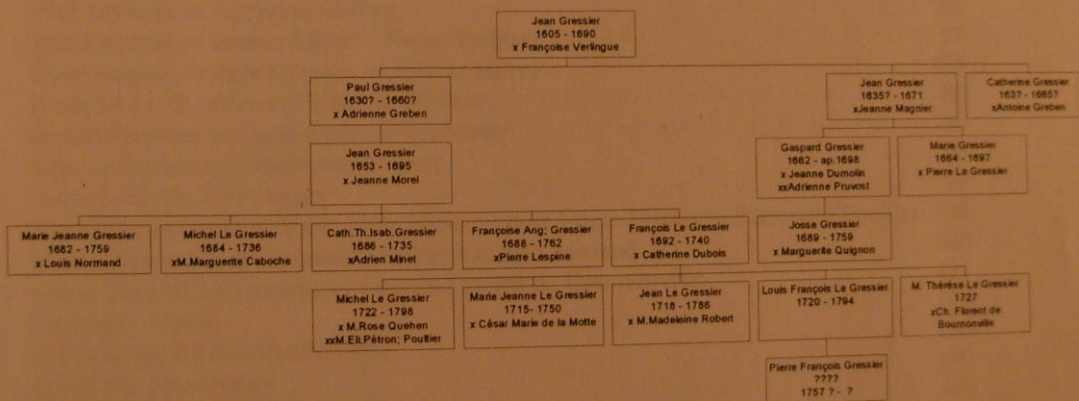 Jean Gressier
1605 - 1690
x Françoise Verlingue
Paul Gressier
1630? - 1660?
x Adrienne Greben
Jean Gressier
1635? - 1671
xJeanne Magnier
Catherine Gressier
163? - 1665?
xAntoine Greben
Jean Gressier
1653 - 1695
x Jeanne Morel
Gaspard Gressier
1662 - ap.1698
x Jeanne Dumolin
xxAdrienne Pruvost
Marie Gressier
1664 - 1697
x Pierre Le Gressier
Marie Jeanne Gressier
1682 - 1759
x Louis Normand
Michel Le Gressier
1684 - 1736
xM.Marguerite Caboche
Cath.Th.Isab.Gressier
1686 - 1735
xAdrien Minet
Françoise Ang; Gressier
1688 - 1762
xPierre Lespine
François Le Gressier
1692 - 1740
x Catherine Dubois
Josse Gressier
1689 - 1759
x Marguerite Quignon
Michel Le Gressier
1722 - 1798
x M.Rose Quehen
xxM.Eli.Pétron; Poultier
Marie Jeanne Le Gressier
1715- 1750
x César Marie de la Motte
Jean Le Gressier
1718 - 1786
x M.Madeleine Robert
Louis François Le Gressier
1720 - 1794
M. Thérèse Le Gressier
1727
xCh. Florent de
Bournonville
Pierre François Gressier
????
1757 ? - ?